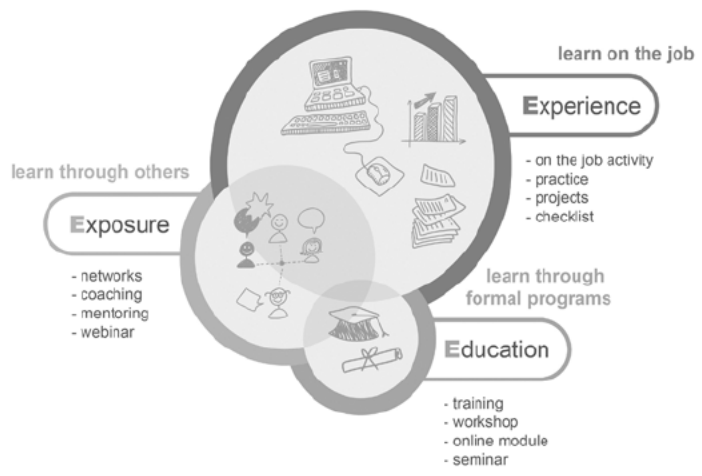 learn on the job
Experience
- on the job activity
- practice
- projects
- checklist
learn through others
Exposure
- networks
- coaching
- mentoring
- webinar
learn through
formal programs
Education
- training
- workshop
- online module
- seminar